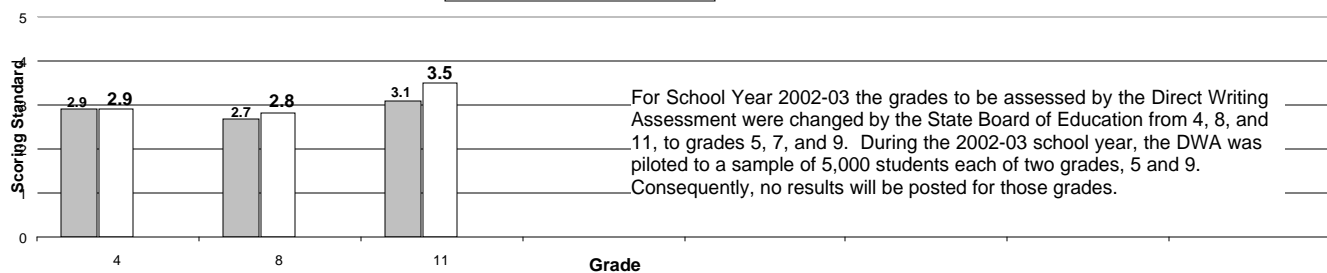 5
4
3
2
1
0
Scoring Standard
2.9 2.9
2.7 2.8
3.1 3.5
4 8 11
Grade
For School Year 2002-03 the grades to be assessed by the Direct Writing
Assessment were changed by the State Board of Education from 4, 8, and
11, to grades 5, 7, and 9. During the 2002-03 school year, the DWA was
piloted to a sample of 5,000 students each of two grades, 5 and 9.
Consequently, no results will be posted for those grades.